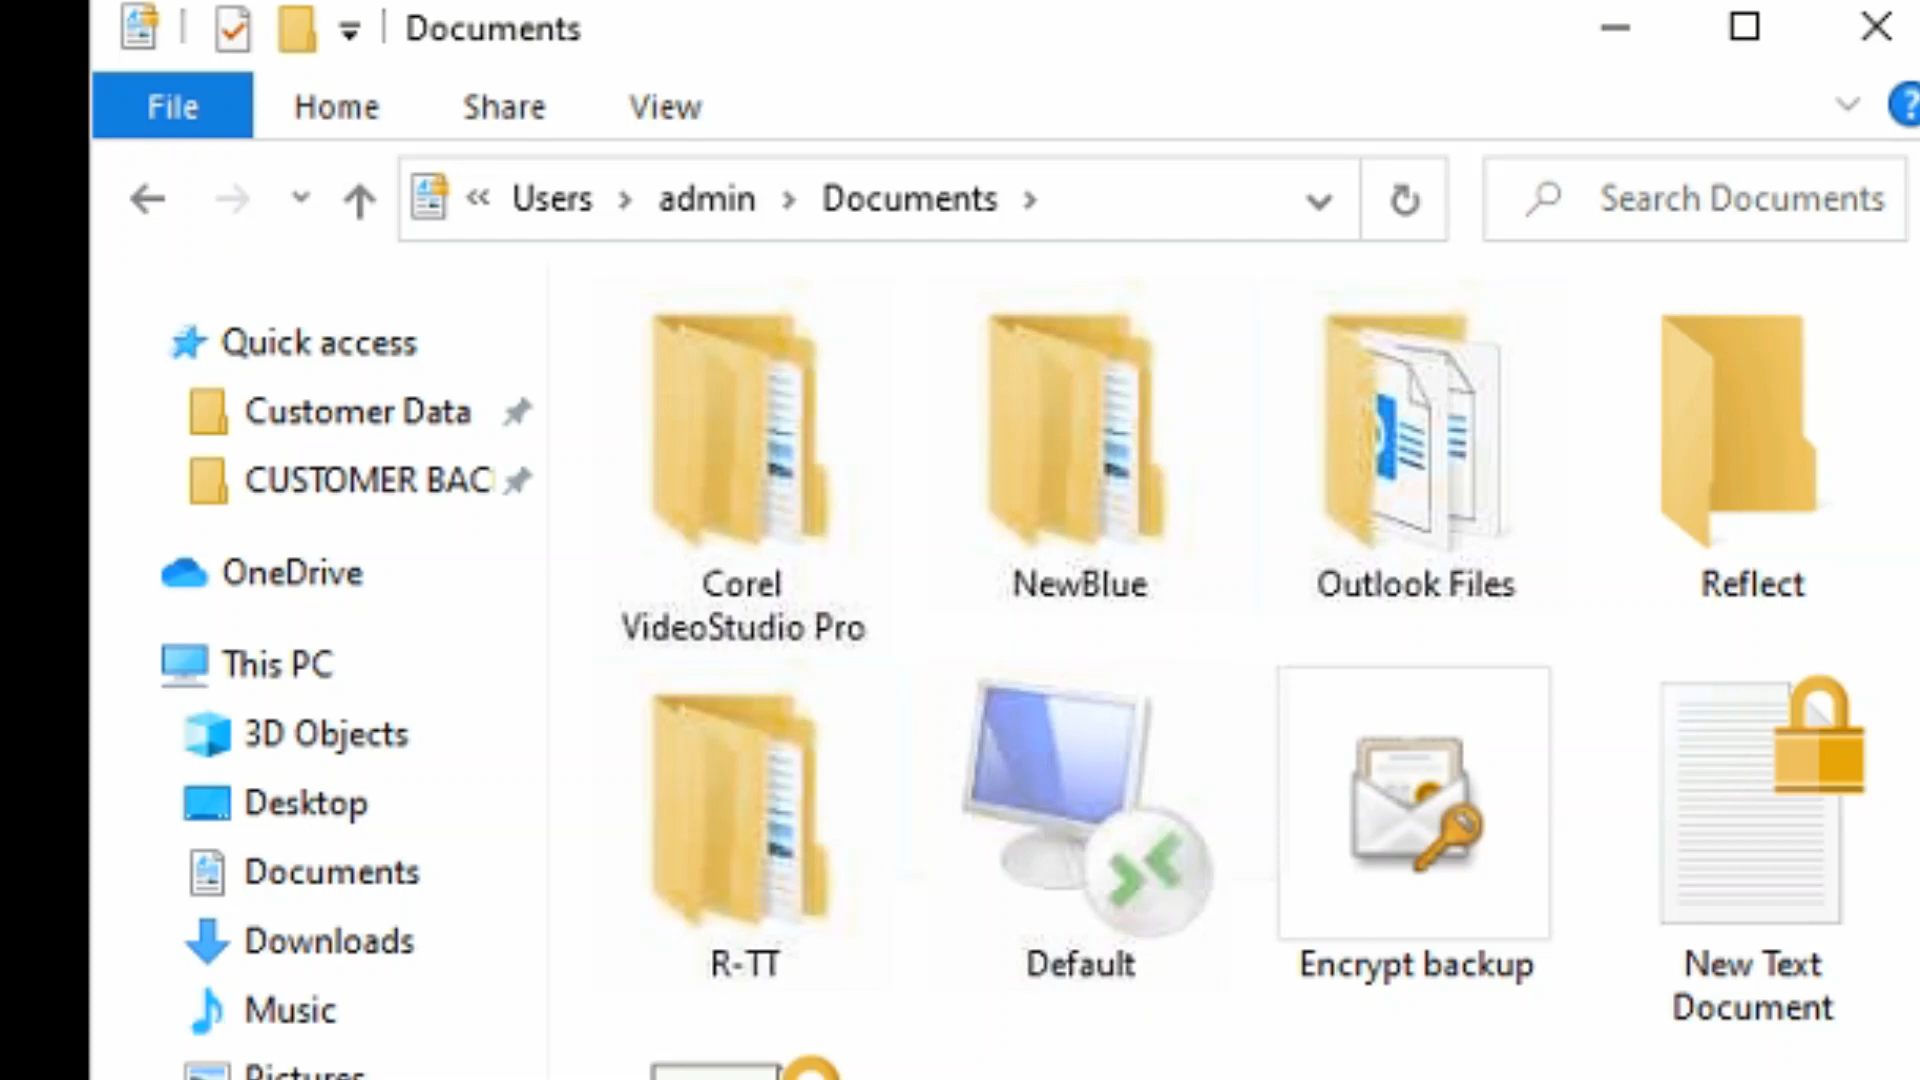 Documents
File Home Share View
« Users > admin > Documents >
Search Documents
Quick access
Customer Data
CUSTOMER BAC
OneDrive
This PC
3D Objects
Desktop
Documents
Downloads
Music
Pictures
Corel
VideoStudio Pro
NewBlue
Outlook Files
Reflect
R-TT
Default
Encrypt backup
New Text
Document